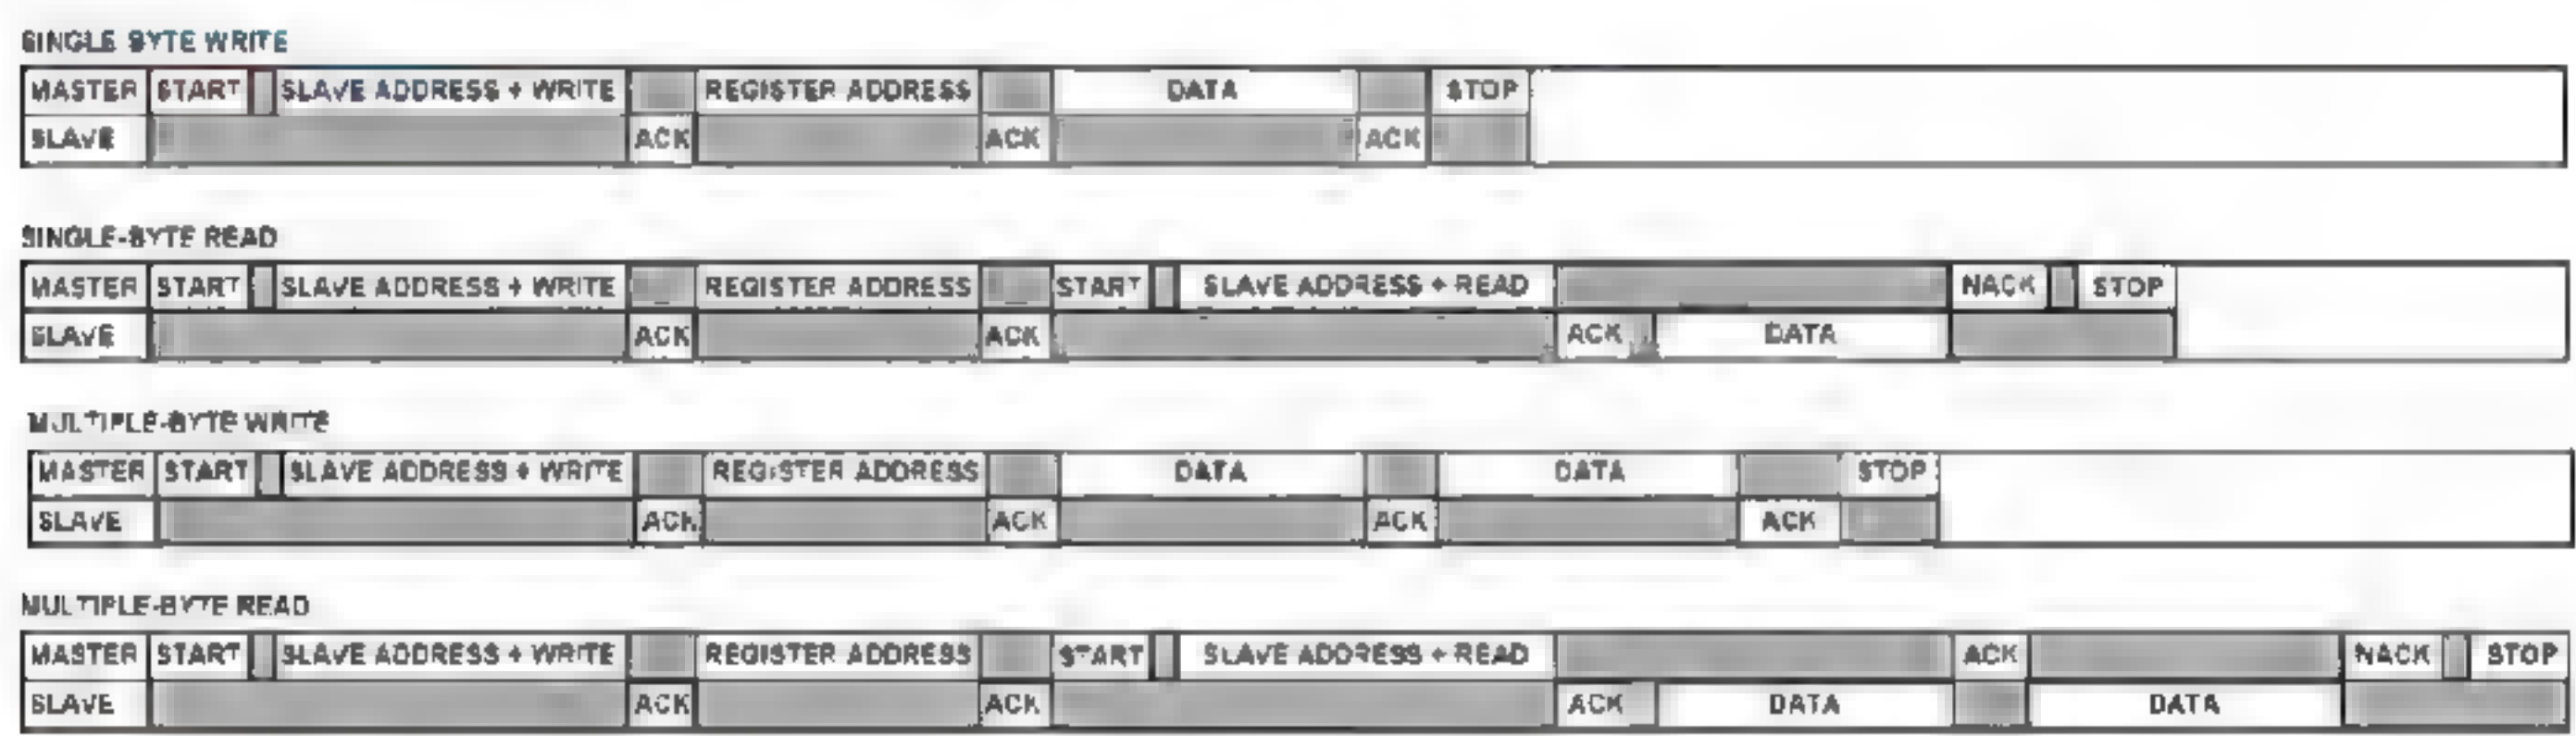 SINGLE BYTE WRITE
MASTER START SLAVE ADDRESS + WRITE REGISTER ADDRESS DATA STOP
SLAVE ACK ACK ACK
SINGLE-BYTE READ
MASTER START SLAVE ADDRESS + WRITE REGISTER ADDRESS START SLAVE ADDRESS + READ NACK STOP
SLAVE ACK ACK ACK DATA
MULTIPLE-BYTE WRITE
MASTER START SLAVE ADDRESS + WRITE REGISTER ADDRESS DATA DATA STOP
SLAVE ACK ACK ACK ACK
MULTIPLE-BYTE READ
MASTER START SLAVE ADDRESS + WRITE REGISTER ADDRESS START SLAVE ADDRESS + READ ACK NACK STOP
SLAVE ACK ACK ACK DATA DATA